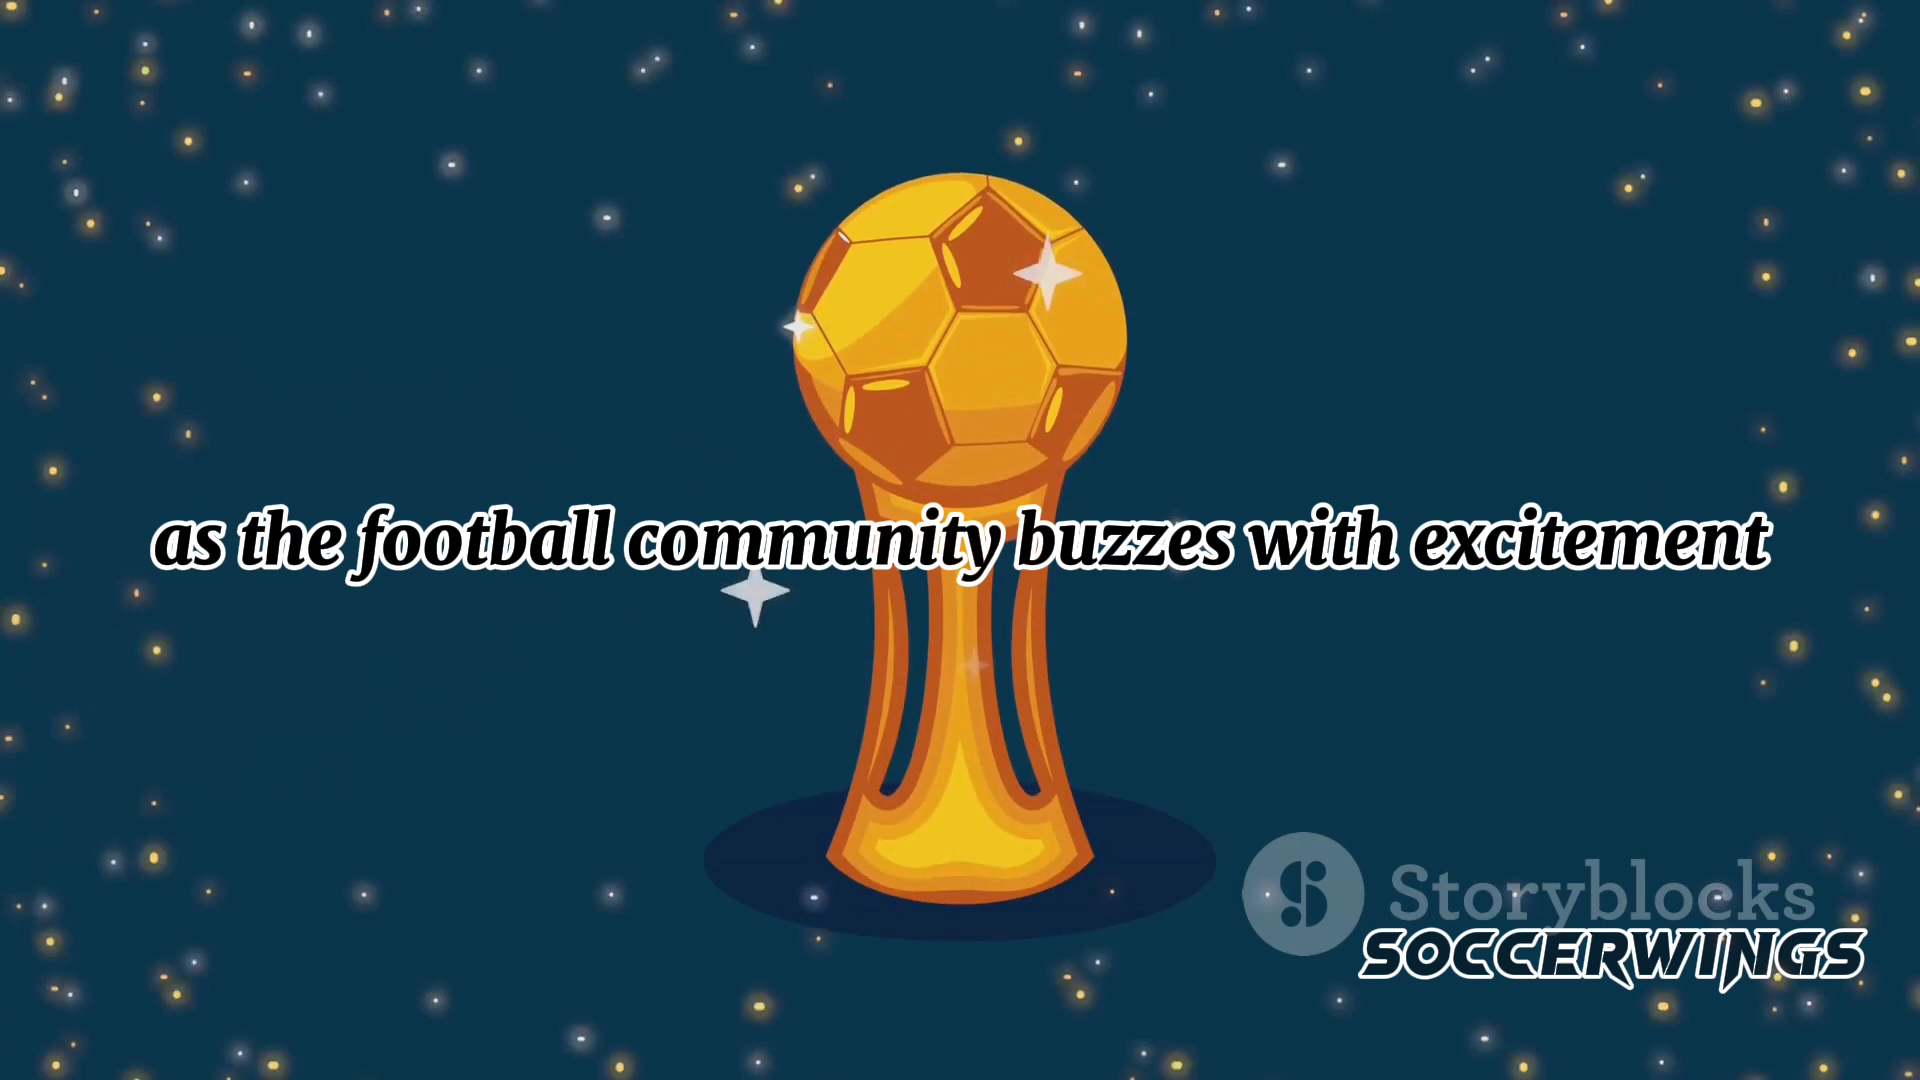 as the football community buzzes with excitement
Storyblocks
SOCCERWINGS